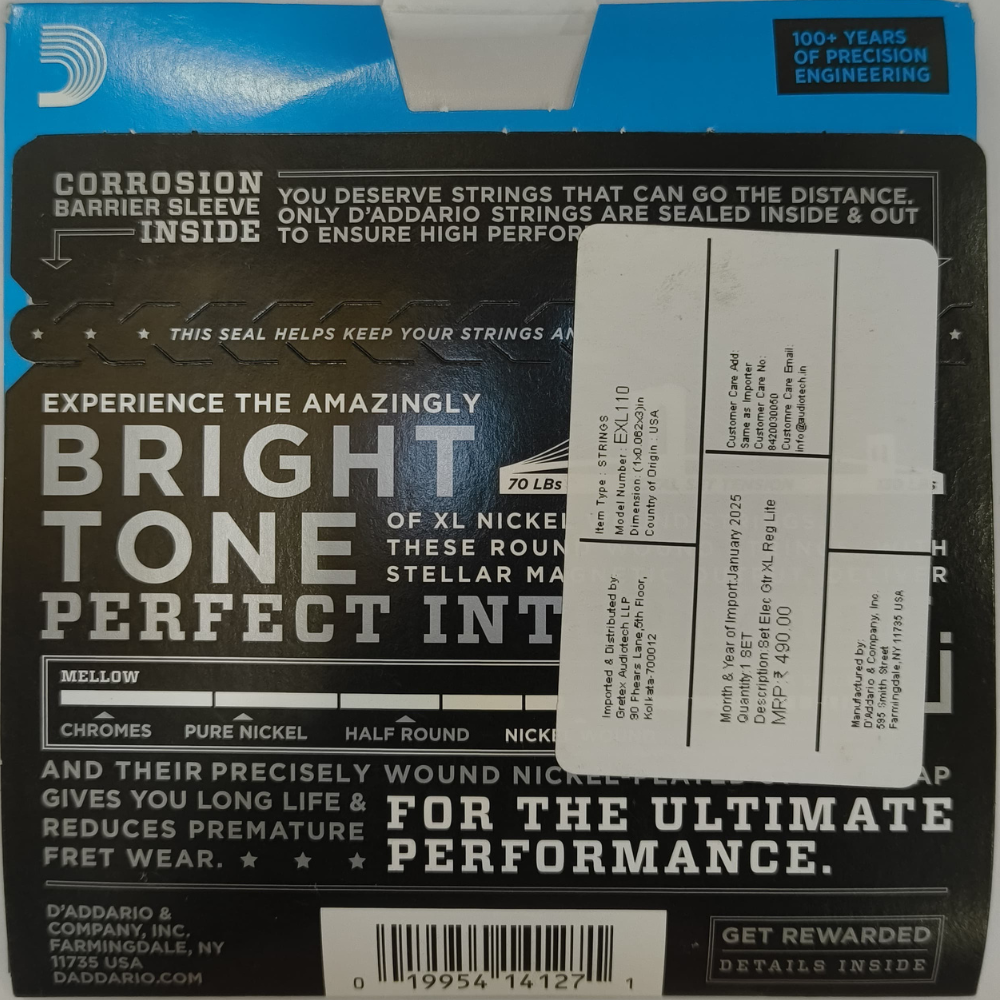 100+ YEARS
OF PRECISION
ENGINEERING
CORROSION
BARRIER SLEEVE
INSIDE
YOU DESERVE STRINGS THAT CAN GO THE DISTANCE.
ONLY D'ADDARIO STRINGS ARE SEALED INSIDE & OUT
TO ENSURE HIGH PERFOR
THIS SEAL HELPS KEEP YOUR STRINGS AN
EXPERIENCE THE AMAZINGLY
BRIGHT
TONE
70 LBs
OF XL NICKEL
THESE ROUN
STELLAR MA
PERFECT INT
MELLOW
CHROMES
PURE NICKEL
HALF ROUND
NICKE
AND THEIR PRECISELY WOUND NICKEL-PLATED
GIVES YOU LONG LIFE &
REDUCES PREMATURE
FRET WEAR.
FOR THE ULTIMATE
PERFORMANCE.
D'ADDARIO &
COMPANY, INC.
FARMINGDALE, NY
11735 USA
DADDARIO.COM
0 19954 14127 1
GET REWARDED
DETAILS INSIDE
Item Type : STRINGS
Model Number : EXL110
Dimension :(1x0.062x3)in
Country of Origin : USA
Imported & Distributed by:
Gretex Audiotech LLP
90 Phears Lane,5th Floor,
Kolkata-700012
Customer Care Add:
Same as Importer
Customer Care No:
8420030050
Customre Care Email:
info@audiotech.in
Month & Year of Import:January 2025
Quantity:1 SET
Description:Set Elec Gtr XL Reg Lite
MRP:₹ 490.00
Manufactured by:
D'Addario & Company, Inc.
595 Smith Street
Farmingdale,NY 11735 USA